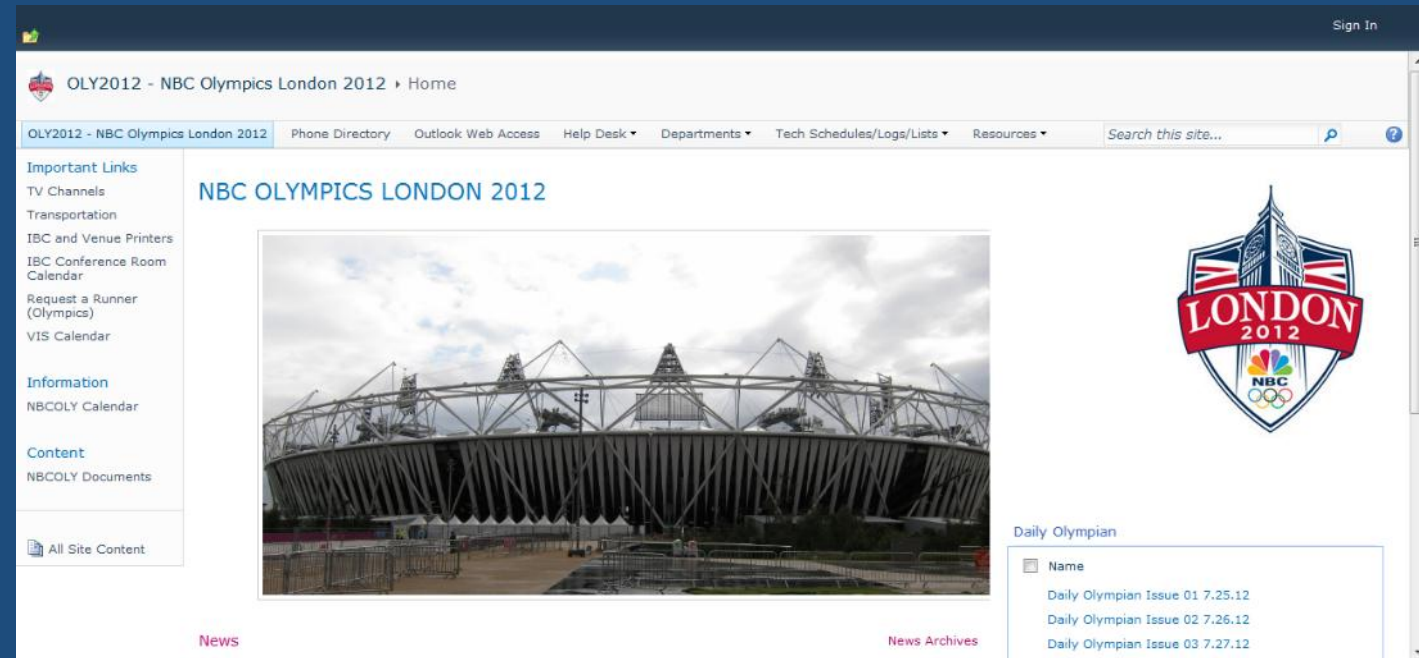 Sign In
OLY2012 - NBC Olympics London 2012 ▸ Home
OLY2012 - NBC Olympics London 2012 Phone Directory Outlook Web Access Help Desk Departments Tech Schedules/Logs/Lists Resources Search this site...
Important Links
TV Channels
Transportation
IBC and Venue Printers
IBC Conference Room
Calendar
Request a Runner
(Olympics)
VIS Calendar
Information
NBCOLY Calendar
Content
NBCOLY Documents
All Site Content
NBC OLYMPICS LONDON 2012
News
News Archives
LONDON
2012
NBC
Daily Olympian
Name
Daily Olympian Issue 01 7.25.12
Daily Olympian Issue 02 7.26.12
Daily Olympian Issue 03 7.27.12